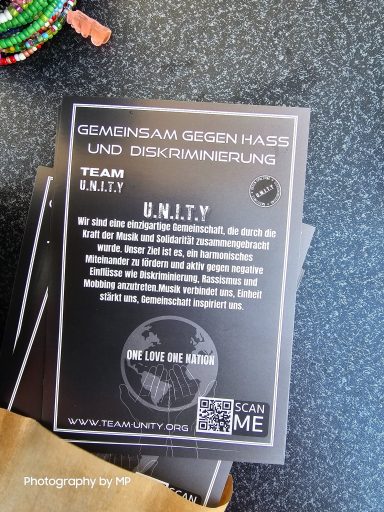 GEMEINSAM GEGEN HASS
UND DISKRIMINIERUNG
TEAM
U.N.I.T.Y
U.N.I.T.Y
U.N.I.T.Y
Wir sind eine einzigartige Gemeinschaft, die durch die
Kraft der Musik und Solidarität zusammengebracht
wurde. Unser Ziel ist es, ein harmonisches
Miteinander zu fördern und aktiv gegen negative
Einflüsse wie Diskriminierung, Rassismus und
Mobbing anzutreten.Musik verbindet uns, Einheit
stärkt uns, Gemeinschaft inspiriert uns.
ONE LOVE ONE NATION
WWW.TEAM-UNITY.ORG
SCAN
ME
SCAN
Photography by MP